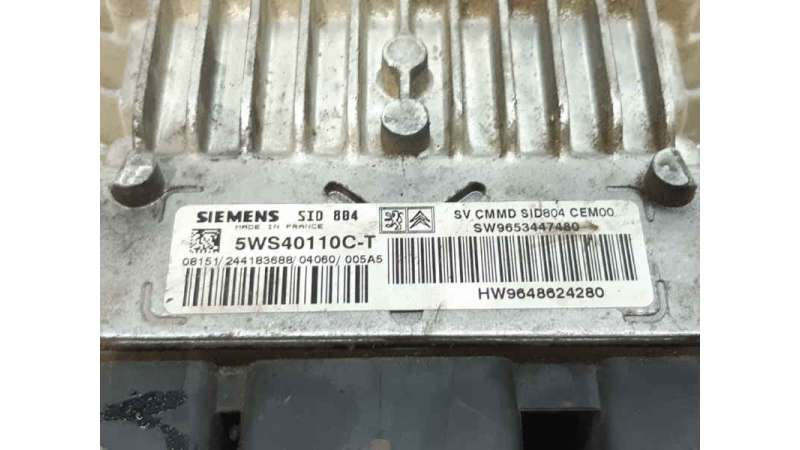 SIEMENS SID 804
MADE IN FRANCE
5WS40110C-T
08151/244183688/04060/005A5
SV CMMD SID804 CEM00
SW9653447480
HW9648624280